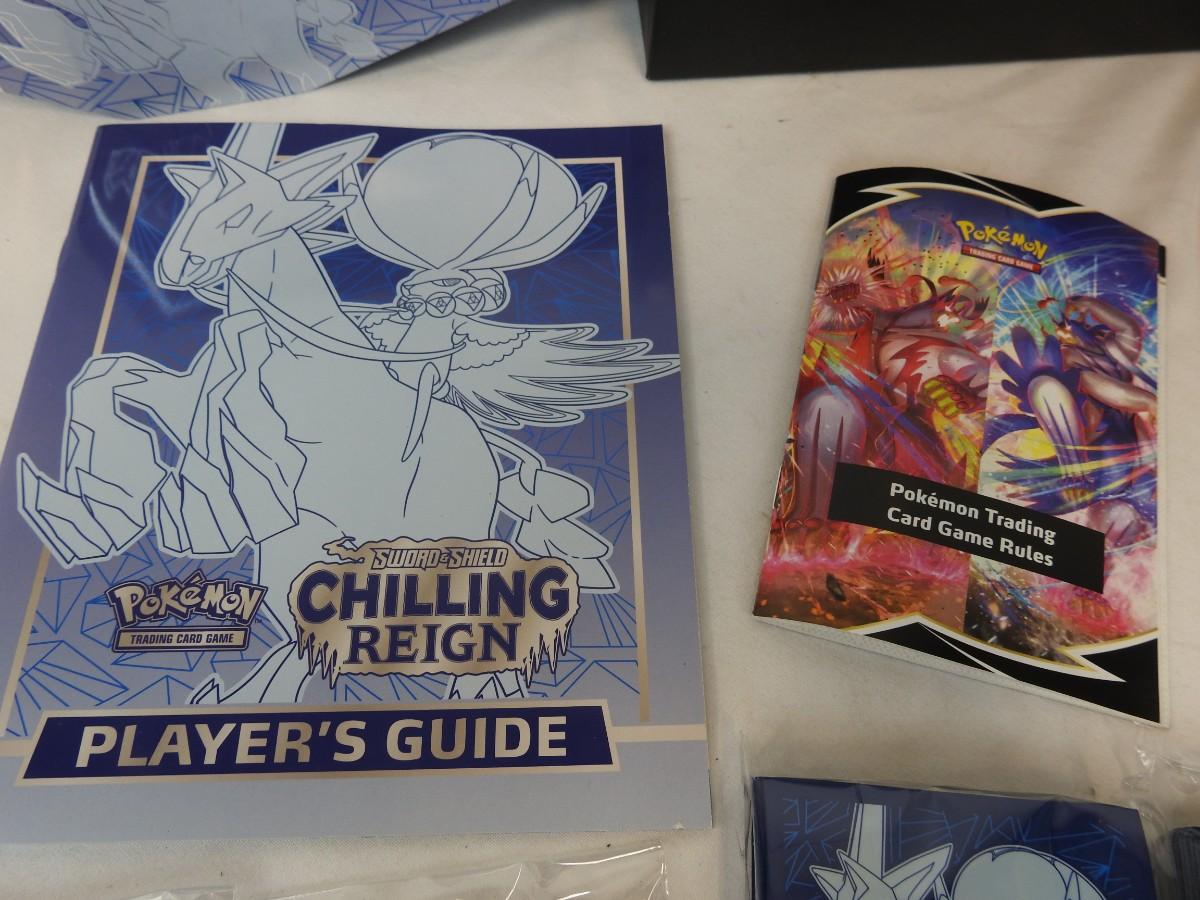 POKéMON
TRADING CARD GAME
SWORD & SHIELD
CHILLING
REIGN
PLAYER'S GUIDE
POKéMON
TRADING CARD GAME
Pokémon Trading
Card Game Rules